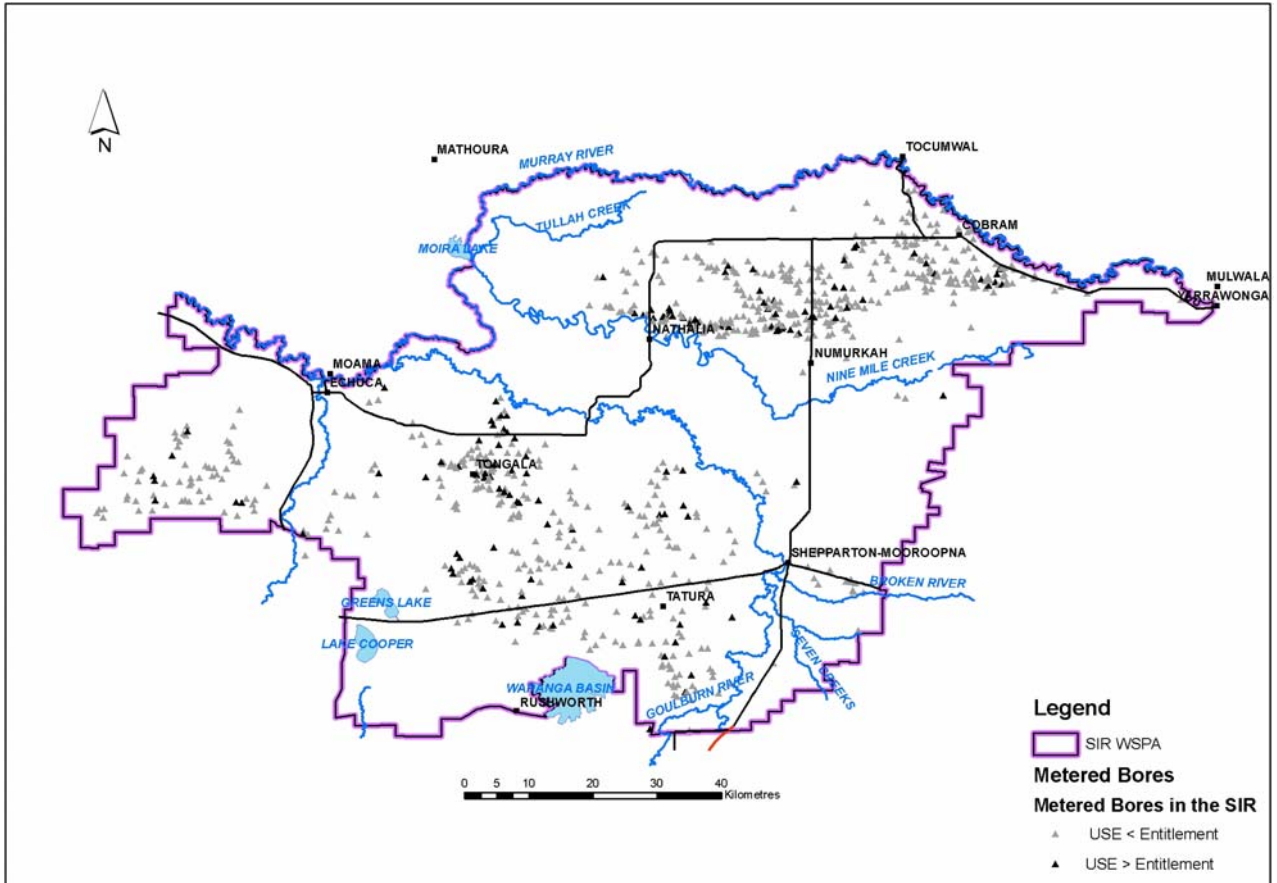 N
MATHOURA
MURRAY RIVER
TOCUMWAL
TULLAH CREEK
COBRAM
MOIRA LAKE
MULWALA
YARRAWONGA
NATHALIA
MOAMA
ECHUCA
NUMURKAH
NINE MILE CREEK
TONGALA
SHEPPARTON-MOOROOPNA
BROKEN RIVER
GREENS LAKE
TATURA
LAKE COOPER
SEVEN CREEKS
WARANGA BASIN
RUSHWORTH
GOULBURN RIVER
0 5 10 20 30 40
Kilometres
Legend
SIR WSPA
Metered Bores
Metered Bores in the SIR
USE < Entitlement
USE > Entitlement